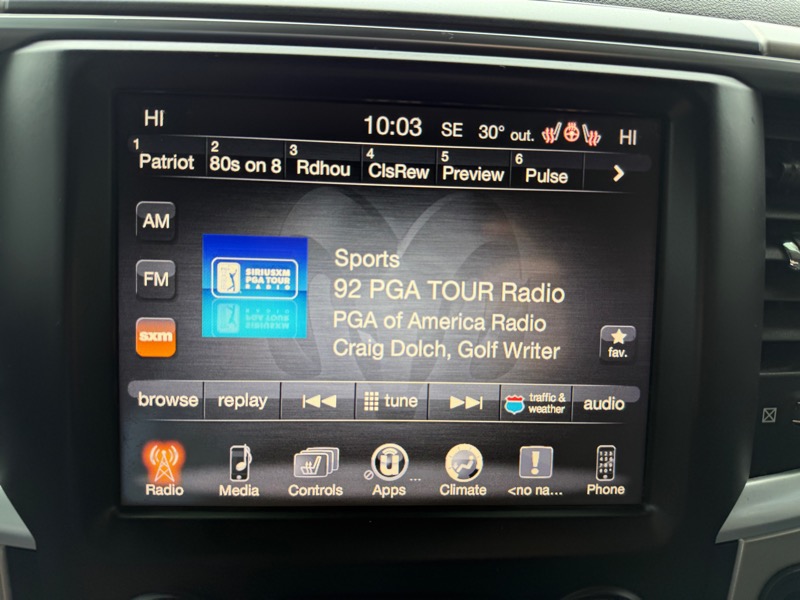 HI 10:03 SE 30° out. HI
1 Patriot 2 80s on 8 3 Rdhou 4 ClsRew 5 Preview 6 Pulse >
AM
FM
sxm
SIRIUSXM
PGA TOUR
RADIO
Sports
92 PGA TOUR Radio
PGA of America Radio
Craig Dolch, Golf Writer
fav.
browse replay tune traffic & weather audio
Radio Media Controls Apps ... Climate <no na... Phone